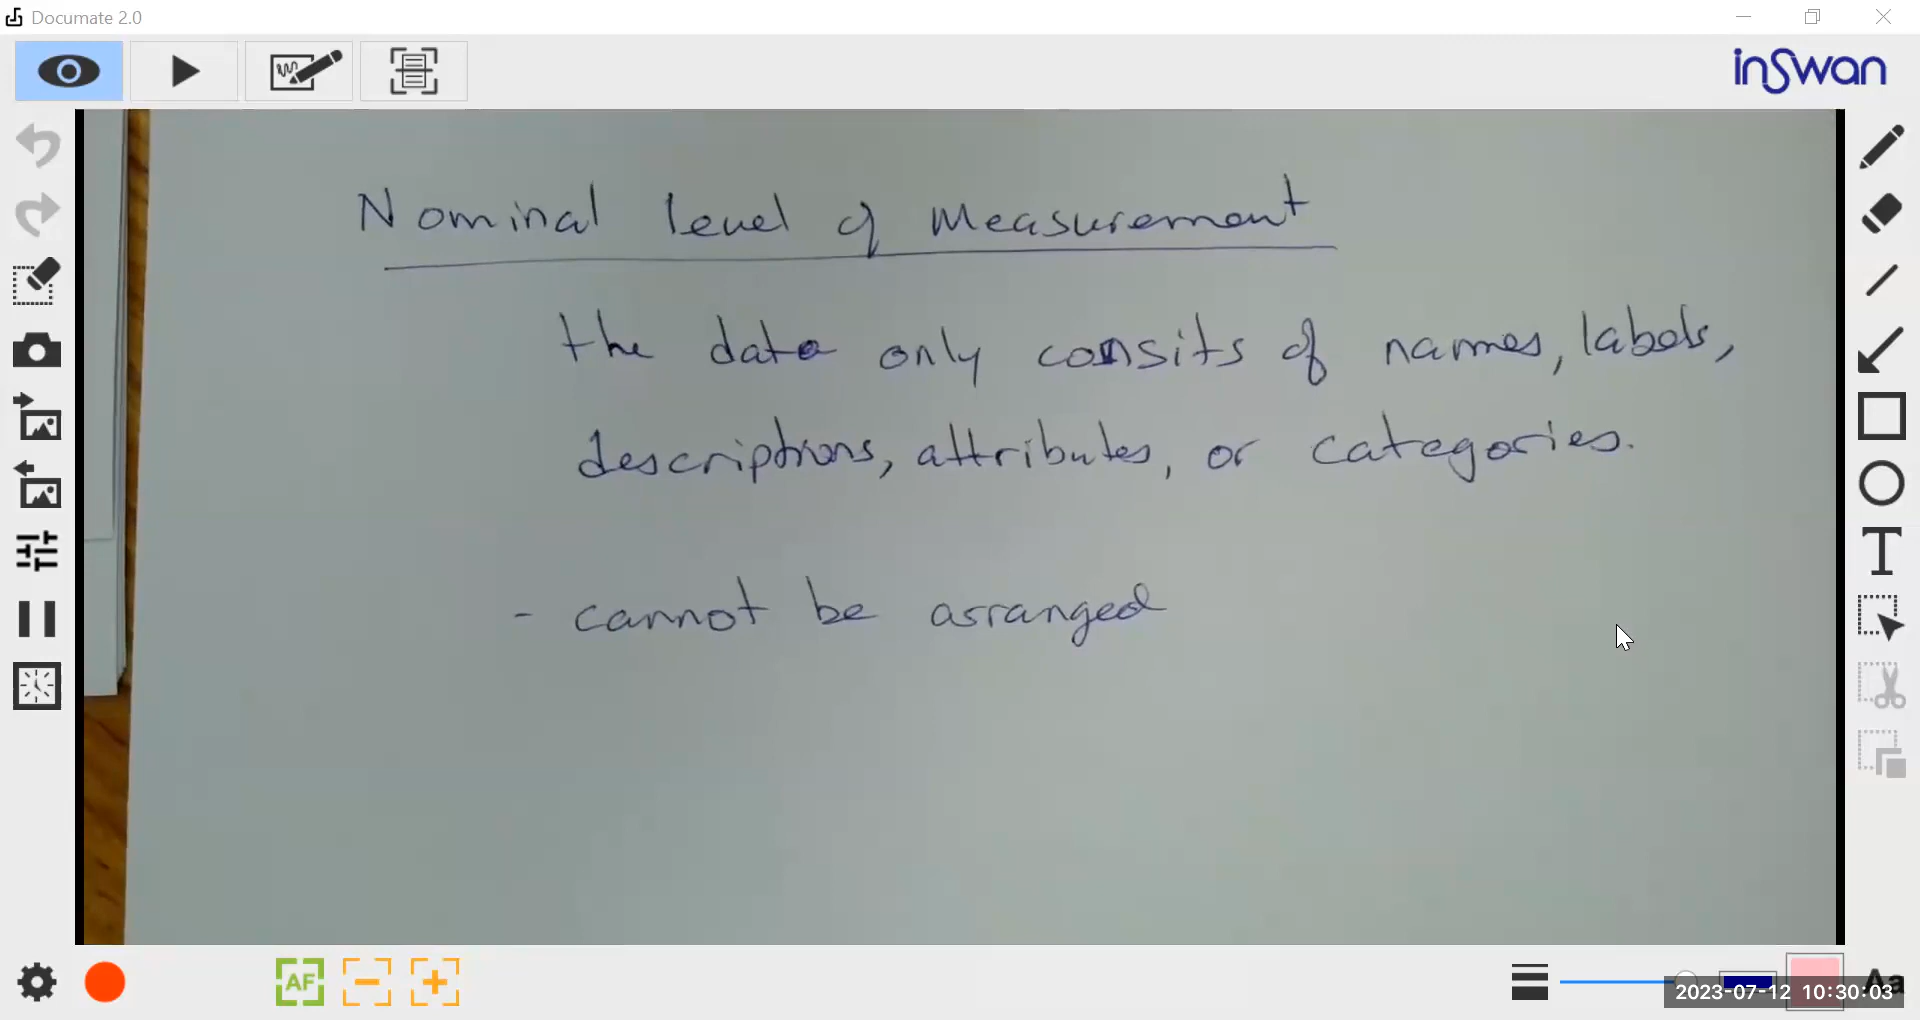 Documate 2.0
inSwan
Nominal level of Measurement
the data only consits of names, labels,
descriptions, attributes, or categories.
- cannot be arranged
AF
Aa
2023-07-12 10:30:03